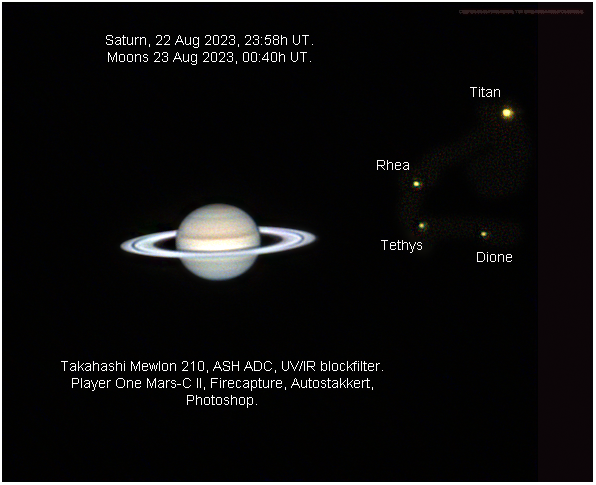 Saturn, 22 Aug 2023, 23:58h UT.
Moons 23 Aug 2023, 00:40h UT.
Titan
Rhea
Tethys
Dione
Takahashi Mewlon 210, ASH ADC, UV/IR blockfilter.
Player One Mars-C II, Firecapture, Autostakkert,
Photoshop.